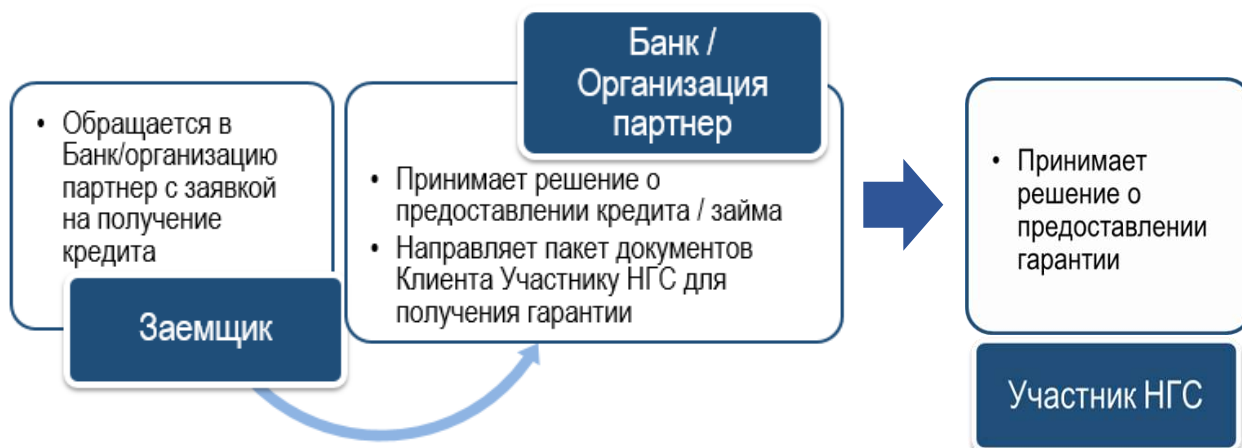 • Обращается в
Банк/организацию
партнер с заявкой
на получение
кредита
Заемщик
Банк /
Организация
партнер
• Принимает решение о
предоставлении кредита / займа
• Направляет пакет документов
Клиента Участнику НГС для
получения гарантии
• Принимает
решение о
предоставлении
гарантии
Участник НГС